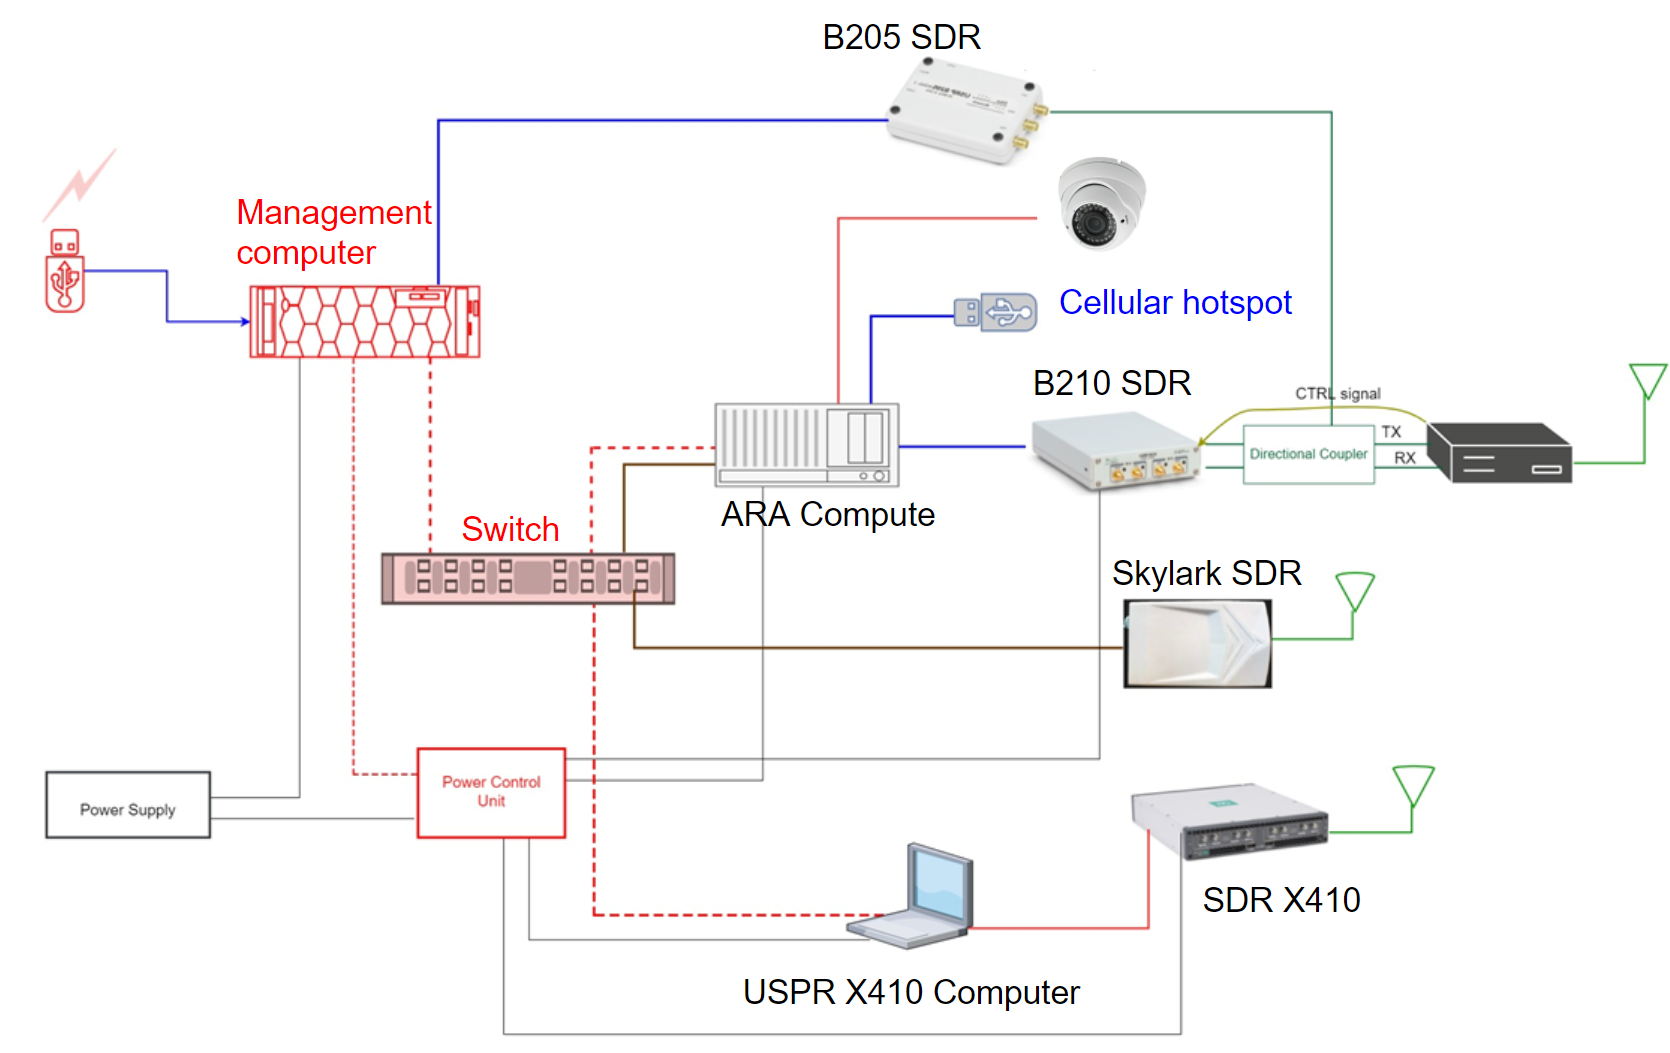 B205 SDR
Management
computer
Cellular hotspot
B210 SDR
CTRL signal
TX
Directional Coupler
RX
ARA Compute
Switch
Skylark SDR
Power Control
Unit
Power Supply
SDR X410
USPR X410 Computer